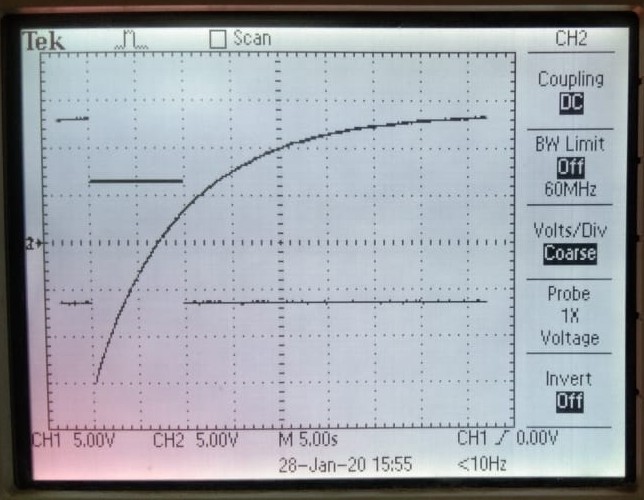 Tek Scan CH2
Coupling
DC
BW Limit
Off
60MHz
Volts/Div
Coarse
2
Probe
1X
Voltage
Invert
Off
CH1 5.00V CH2 5.00V M 5.00s CH1 0.00V
28-Jan-20 15:55 <10Hz